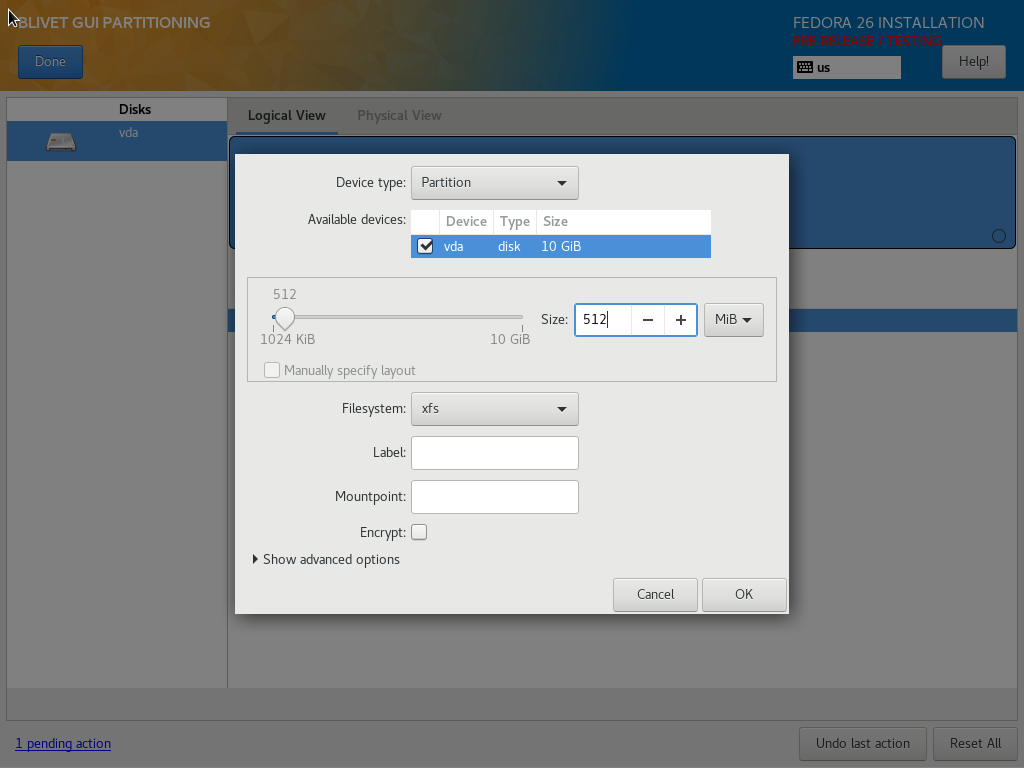 BLIVET GUI PARTITIONING
FEDORA 26 INSTALLATION
PRE-RELEASE / TESTING
Done
us
Help!
Disks
vda
Logical View
Physical View
Device type: Partition
Available devices:
Device Type Size
vda disk 10 GiB
512
1024 KiB
10 GiB
Size: 512 − + MiB
Manually specify layout
Filesystem: xfs
Label:
Mountpoint:
Encrypt:
Show advanced options
Cancel
OK
1 pending action
Undo last action
Reset All